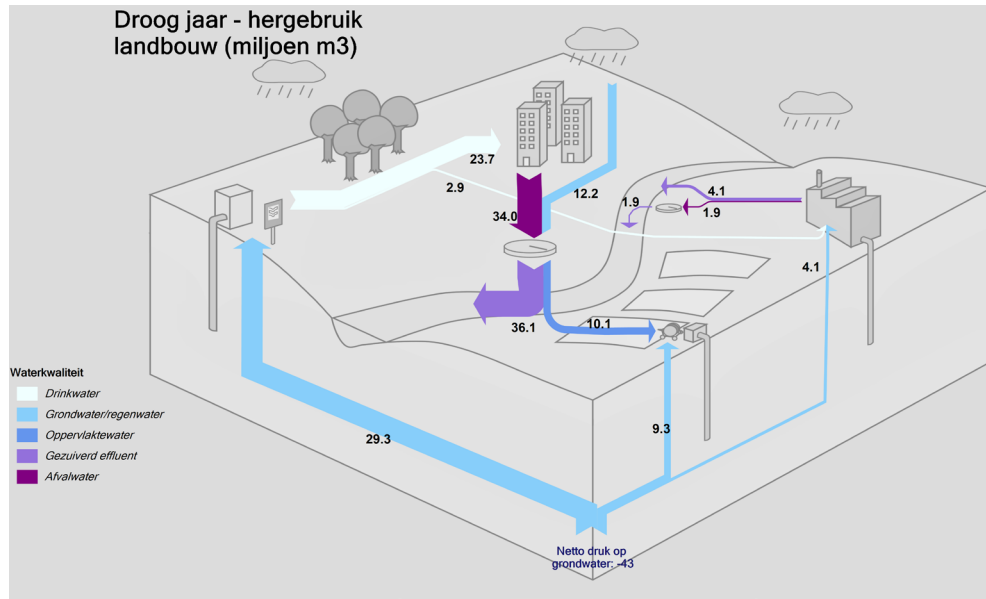 Droog jaar - hergebruik
landbouw (miljoen m3)
23.7
2.9
34.0
12.2
4.1
1.9
1.9
4.1
36.1
10.1
9.3
29.3
Waterkwaliteit
Drinkwater
Grondwater/regenwater
Oppervlaktewater
Gezuiverd effluent
Afvalwater
Netto druk op
grondwater: -43